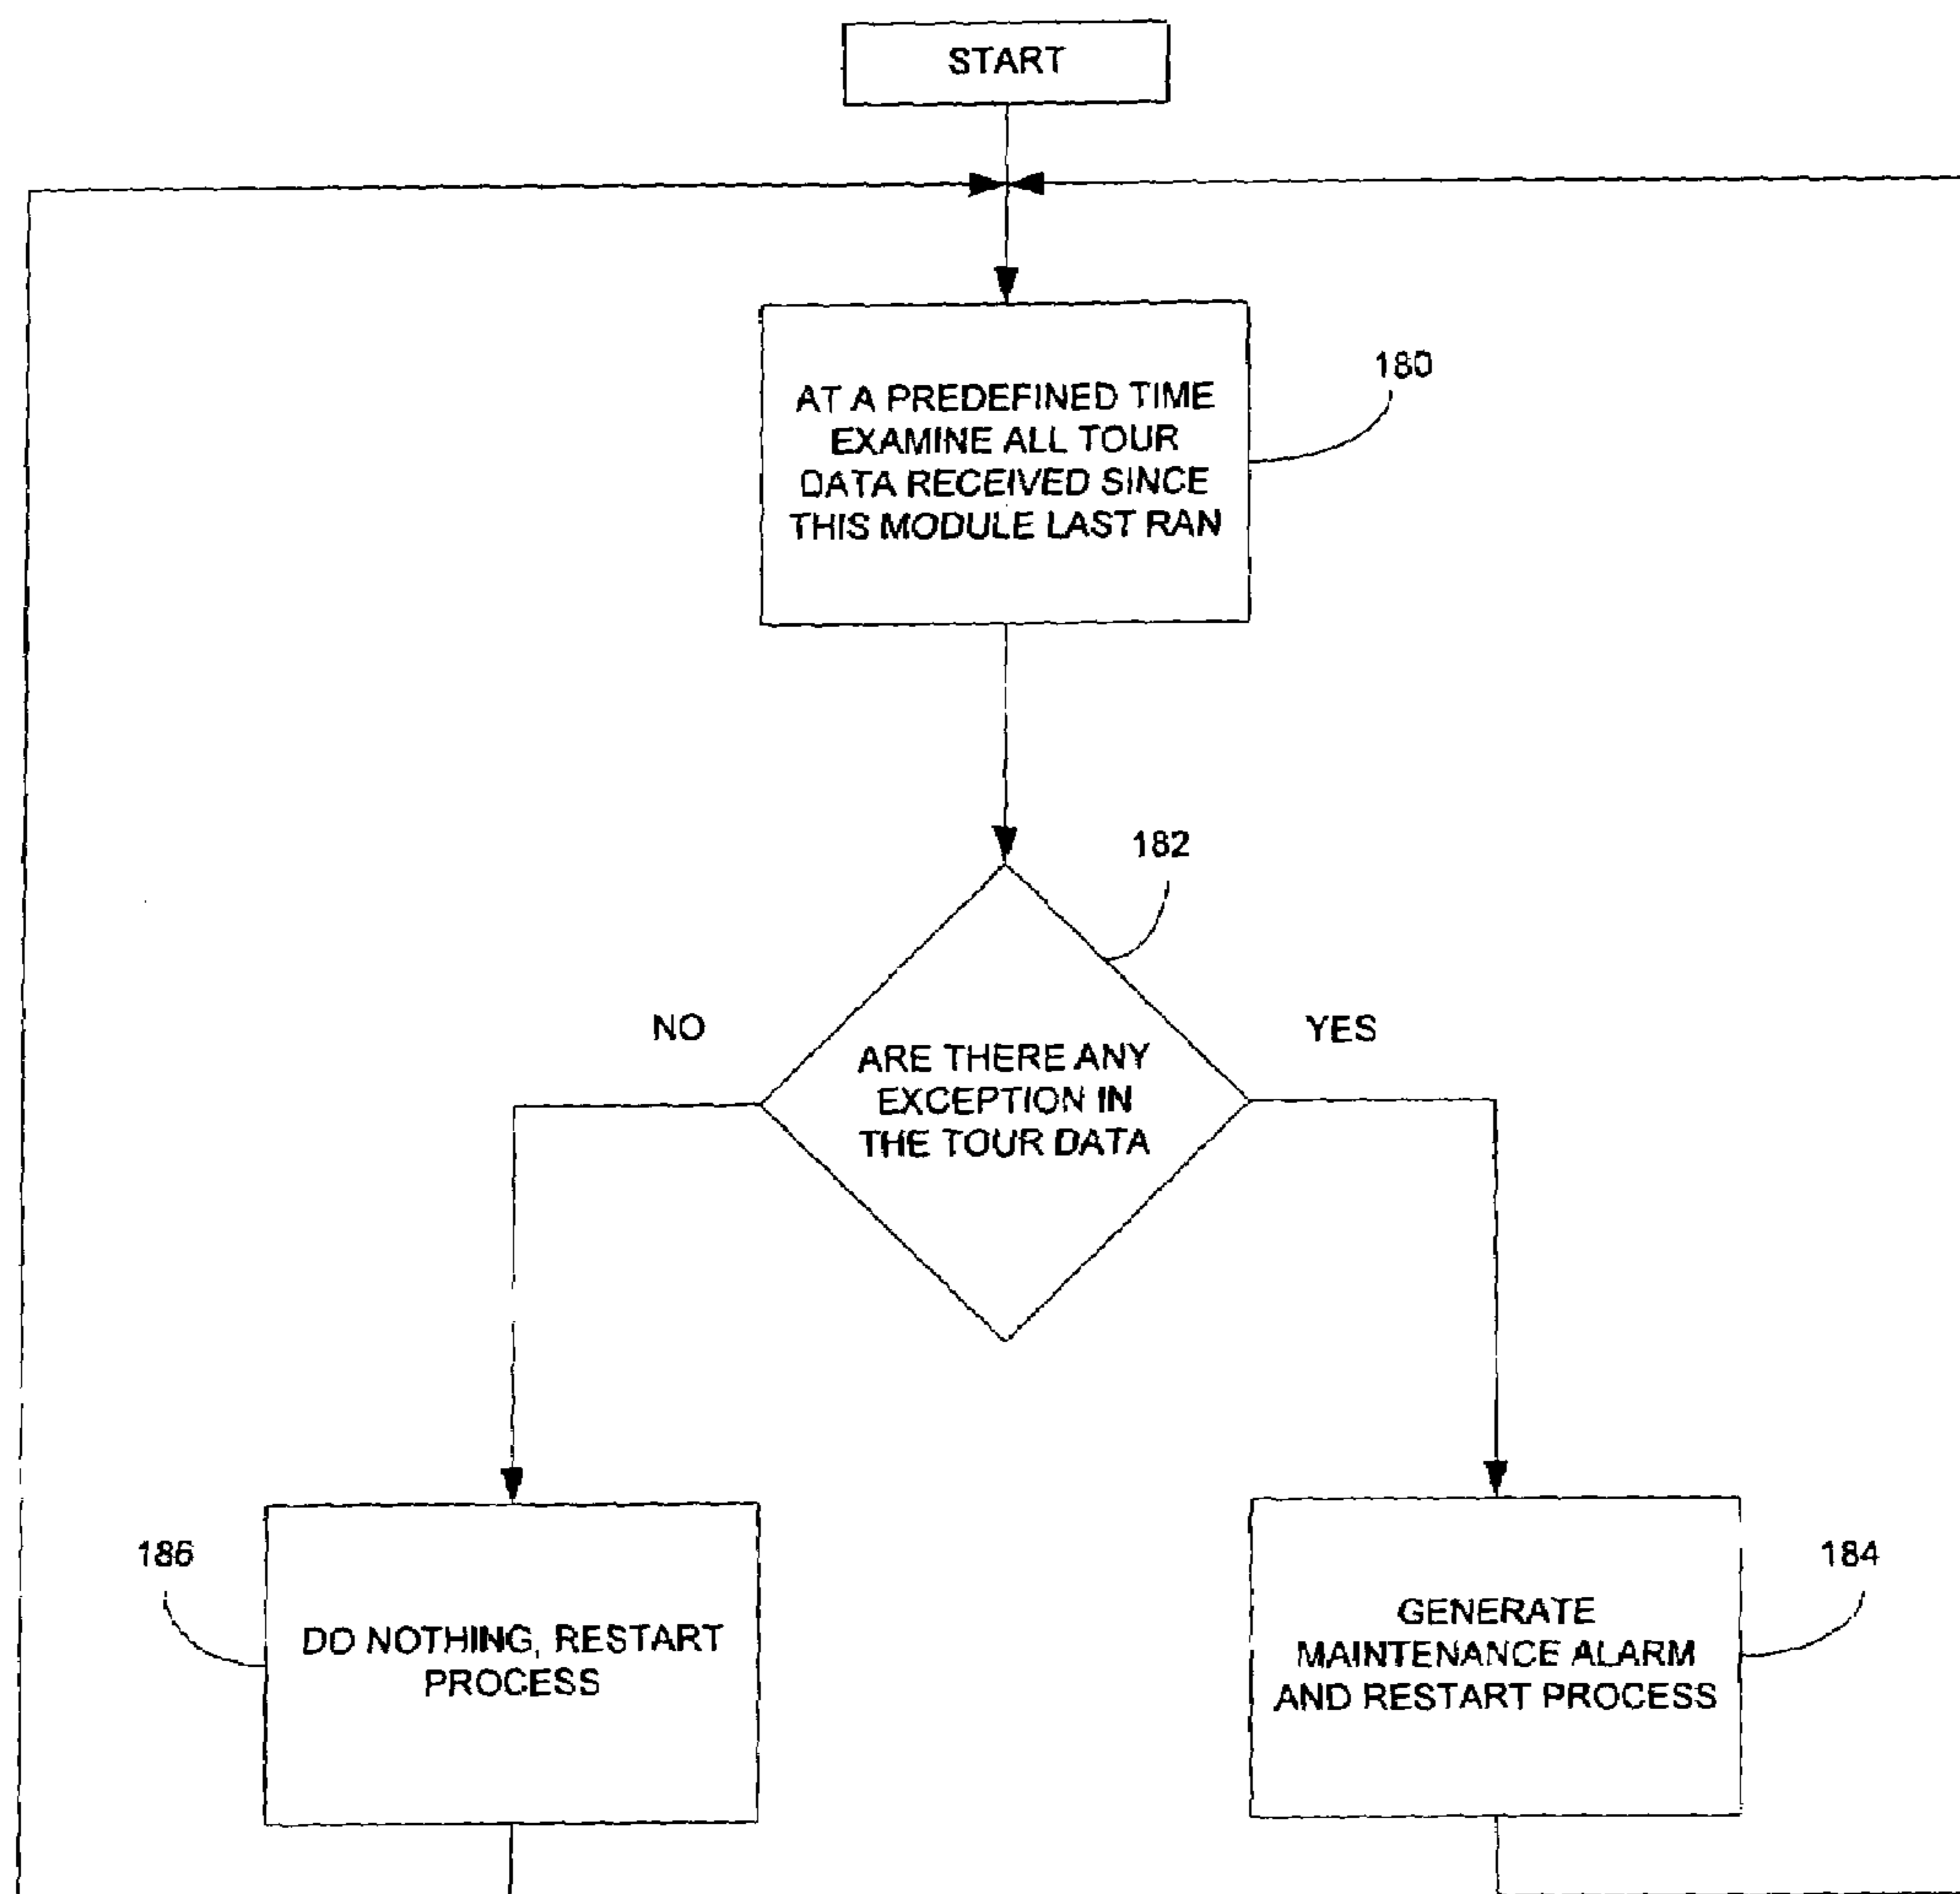 START
180
AT A PREDEFINED TIME
EXAMINE ALL TOUR
DATA RECEIVED SINCE
THIS MODULE LAST RAN
182
NO
YES
ARE THERE ANY
EXCEPTION IN
THE TOUR DATA
186
DO NOTHING, RESTART
PROCESS
184
GENERATE
MAINTENANCE ALARM
AND RESTART PROCESS